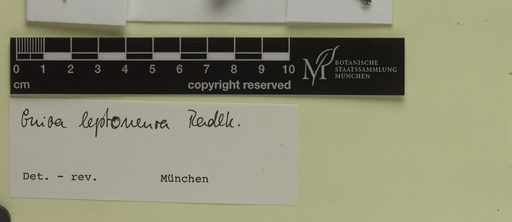 0 1 2 3 4 5 6 7 8 9 10
cm copyright reserved
M BOTANISCHE
STAATSSAMMLUNG
MÜNCHEN
leptoneura Radlk.
Det. - rev. München